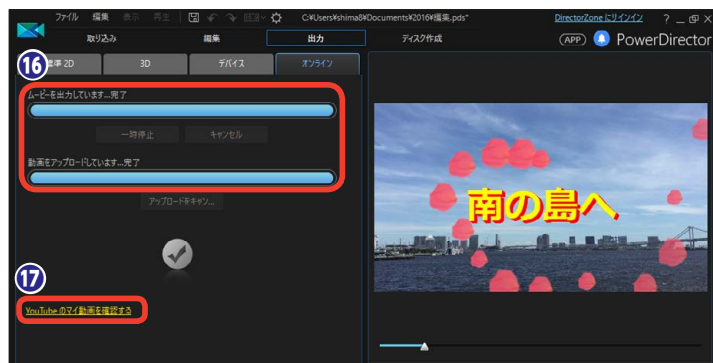 ファイル 編集 表示 再生 C:¥Users¥shima8¥Documents¥2016¥編集.pds* DirectorZone にサインイン ?
取り込み 編集 出力 ディスク作成 (APP) PowerDirector
16 標準 2D 3D デバイス オンライン
ムービーを出力しています...完了
一時停止 キャンセル
動画をアップロードしています...完了
アップロードをキャン...
南の島へ
17
YouTube のマイ動画を確認する